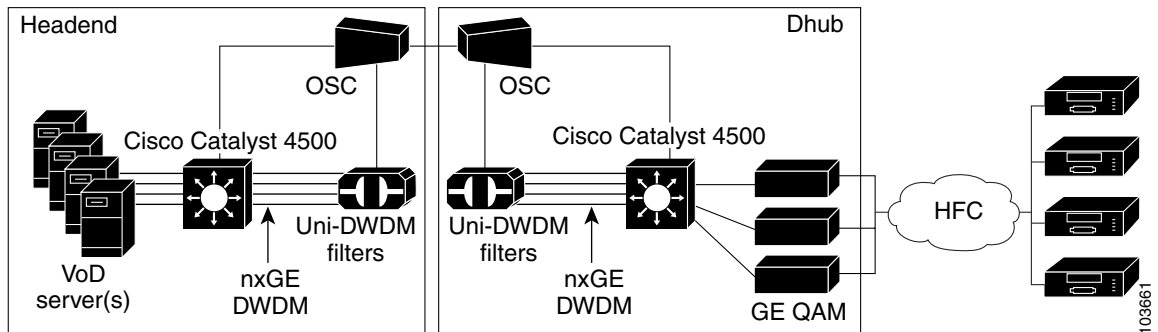 Headend
Dhub
OSC
OSC
Cisco Catalyst 4500
Cisco Catalyst 4500
Uni-DWDM
filters
Uni-DWDM
filters
HFC
VoD
server(s)
nxGE
DWDM
nxGE
DWDM
GE QAM
103661